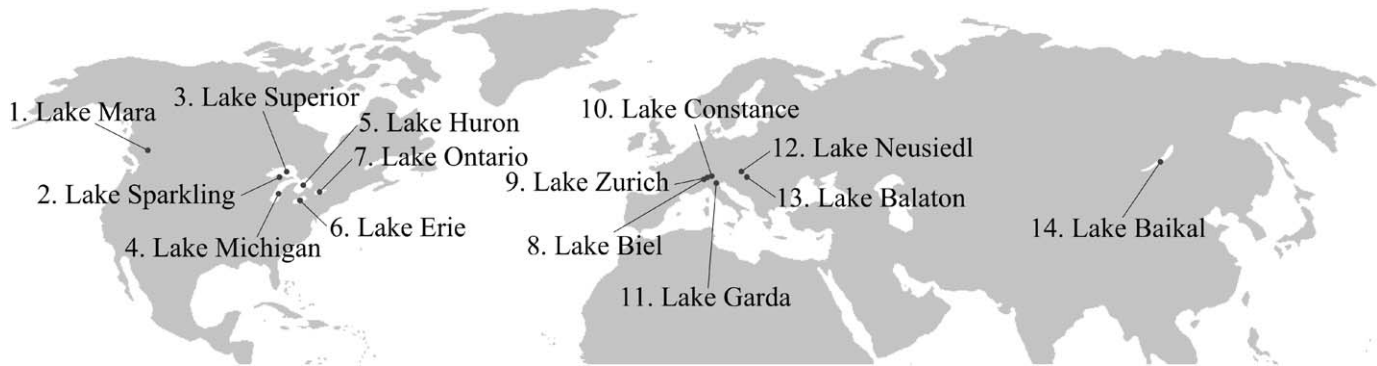 1. Lake Mara
2. Lake Sparkling
3. Lake Superior
4. Lake Michigan
5. Lake Huron
6. Lake Erie
7. Lake Ontario
8. Lake Biel
9. Lake Zurich
10. Lake Constance
11. Lake Garda
12. Lake Neusiedl
13. Lake Balaton
14. Lake Baikal